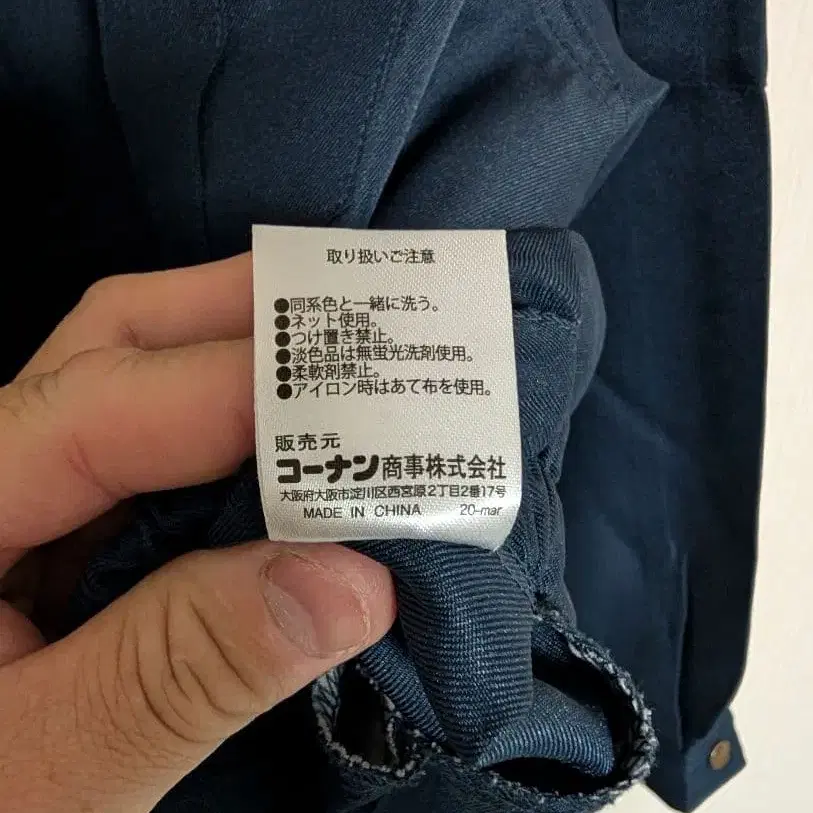 取り扱いご注意
●同系色と一緒に洗う。
●ネット使用。
●つけ置き禁止。
●淡色品は無蛍光洗剤使用。
●柔軟剤禁止。
●アイロン時はあて布を使用。
販売元
コーナン商事株式会社
大阪府大阪市淀川区西宮原2丁目2番17号
MADE IN CHINA 20-mar